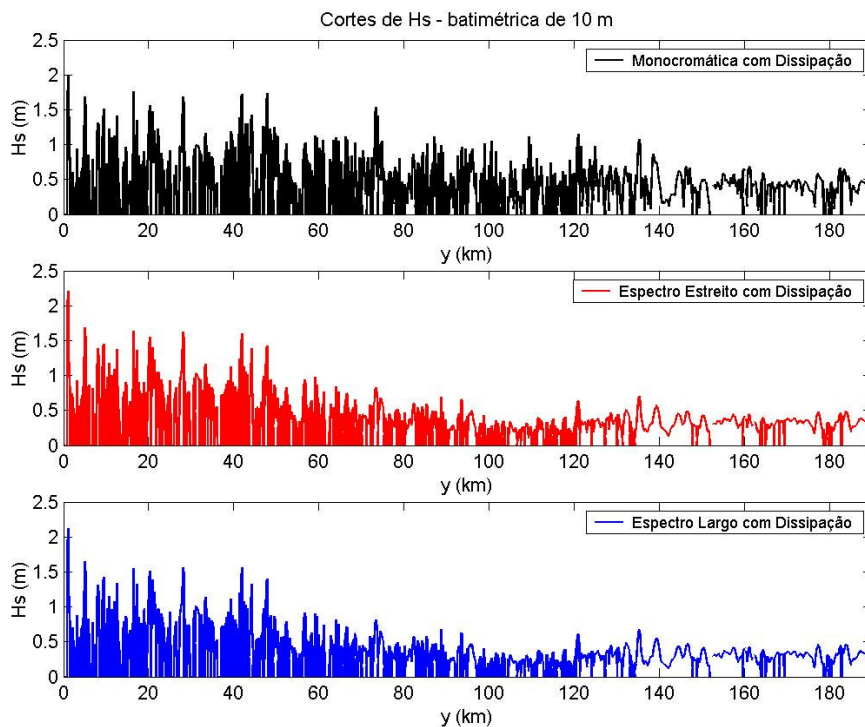 Cortes de Hs - batimétrica de 10 m
2.5
2
1.5
1
0.5
0
Hs (m)
Monocromática com Dissipação
0 20 40 60 80 100 120 140 160 180
y (km)
2.5
2
1.5
1
0.5
0
Hs (m)
Espectro Estreito com Dissipação
0 20 40 60 80 100 120 140 160 180
y (km)
2.5
2
1.5
1
0.5
0
Hs (m)
Espectro Largo com Dissipação
0 20 40 60 80 100 120 140 160 180
y (km)